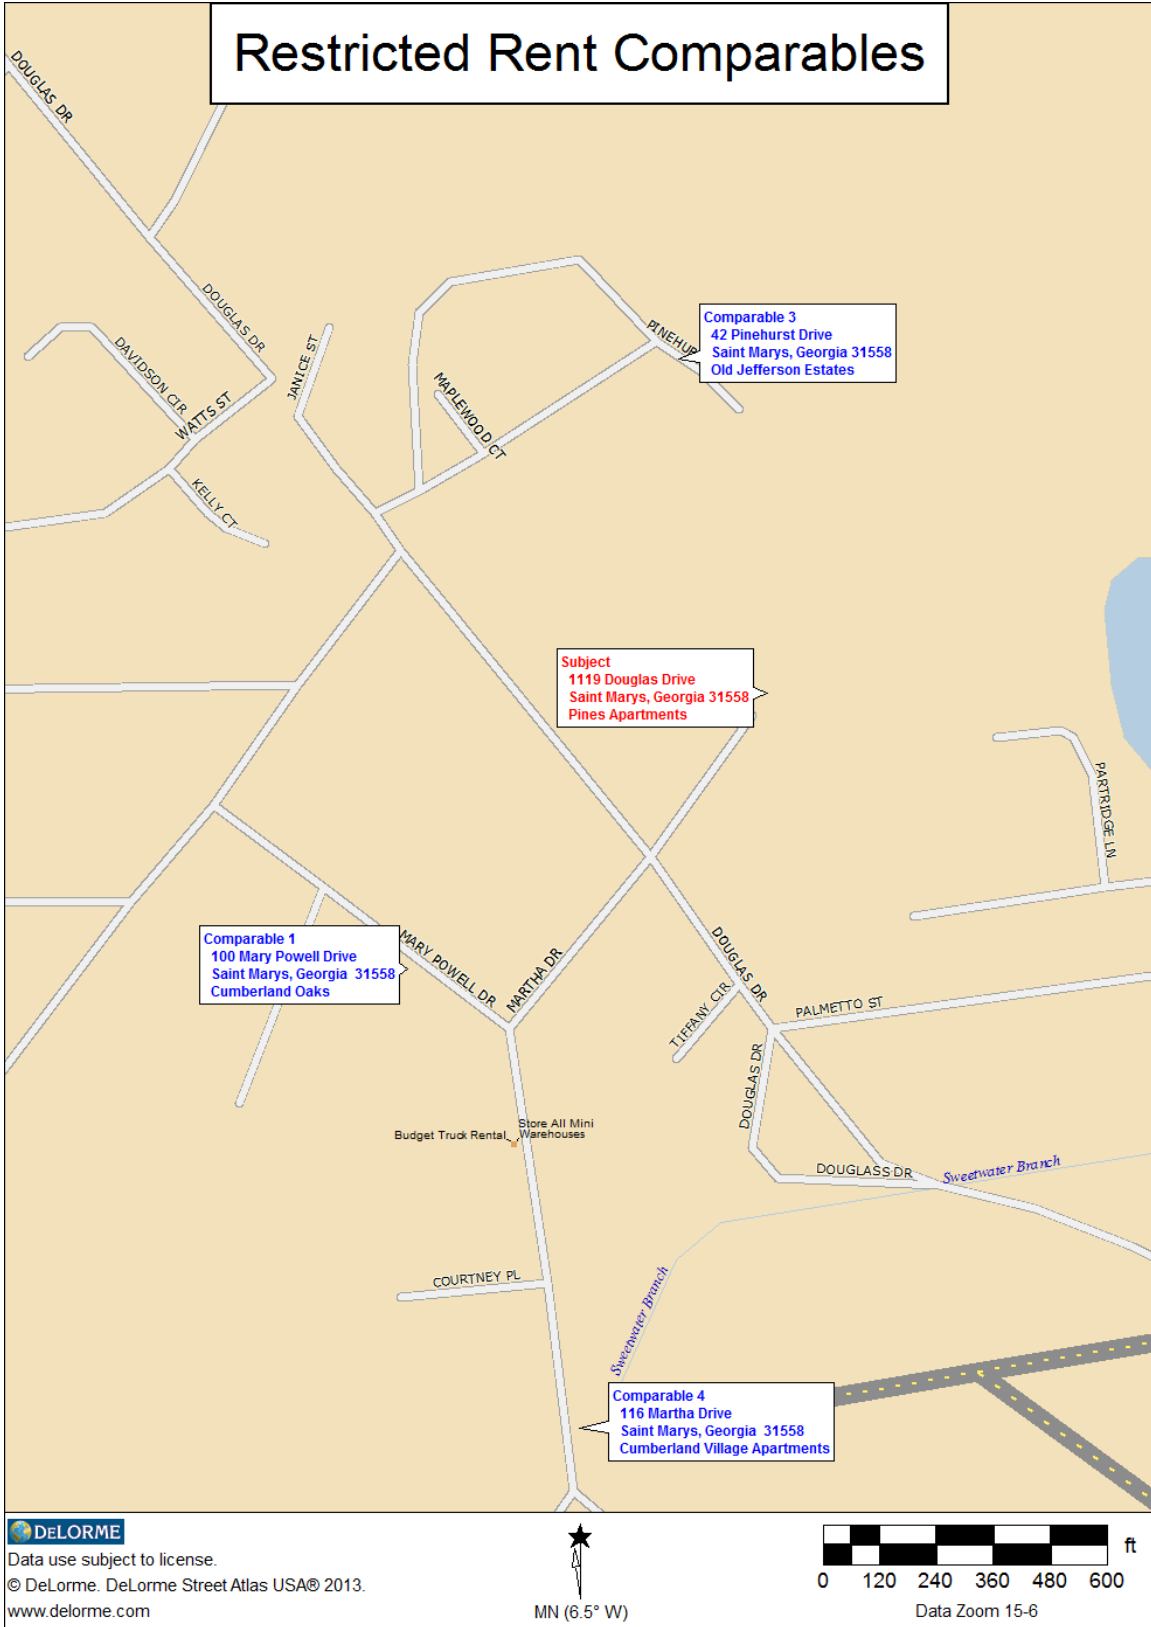 Restricted Rent Comparables
DOUGLAS DR
DOUGLAS DR
JANICE ST
DAVIDSON CIR
WATTS ST
KELLY CT
MAPLEWOOD CT
Comparable 3
42 Pinehurst Drive
Saint Marys, Georgia 31558
Old Jefferson Estates
Subject
1119 Douglas Drive
Saint Marys, Georgia 31558
Pines Apartments
PARTRIDGE LN
Comparable 1
100 Mary Powell Drive
Saint Marys, Georgia 31558
Cumberland Oaks
MARY POWELL DR
MARTHA DR
DOUGLAS DR
TIFFANY CIR
PALMETTO ST
DOUGLAS DR
DOUGLASS DR
Sweetwater Branch
Budget Truck Rental
Store All Mini
Warehouses
COURTNEY PL
Sweetwater Branch
Comparable 4
116 Martha Drive
Saint Marys, Georgia 31558
Cumberland Village Apartments
DELORME
Data use subject to license.
© DeLorme. DeLorme Street Atlas USA® 2013.
www.delorme.com
MN (6.5° W)
ft
0 120 240 360 480 600
Data Zoom 15-6